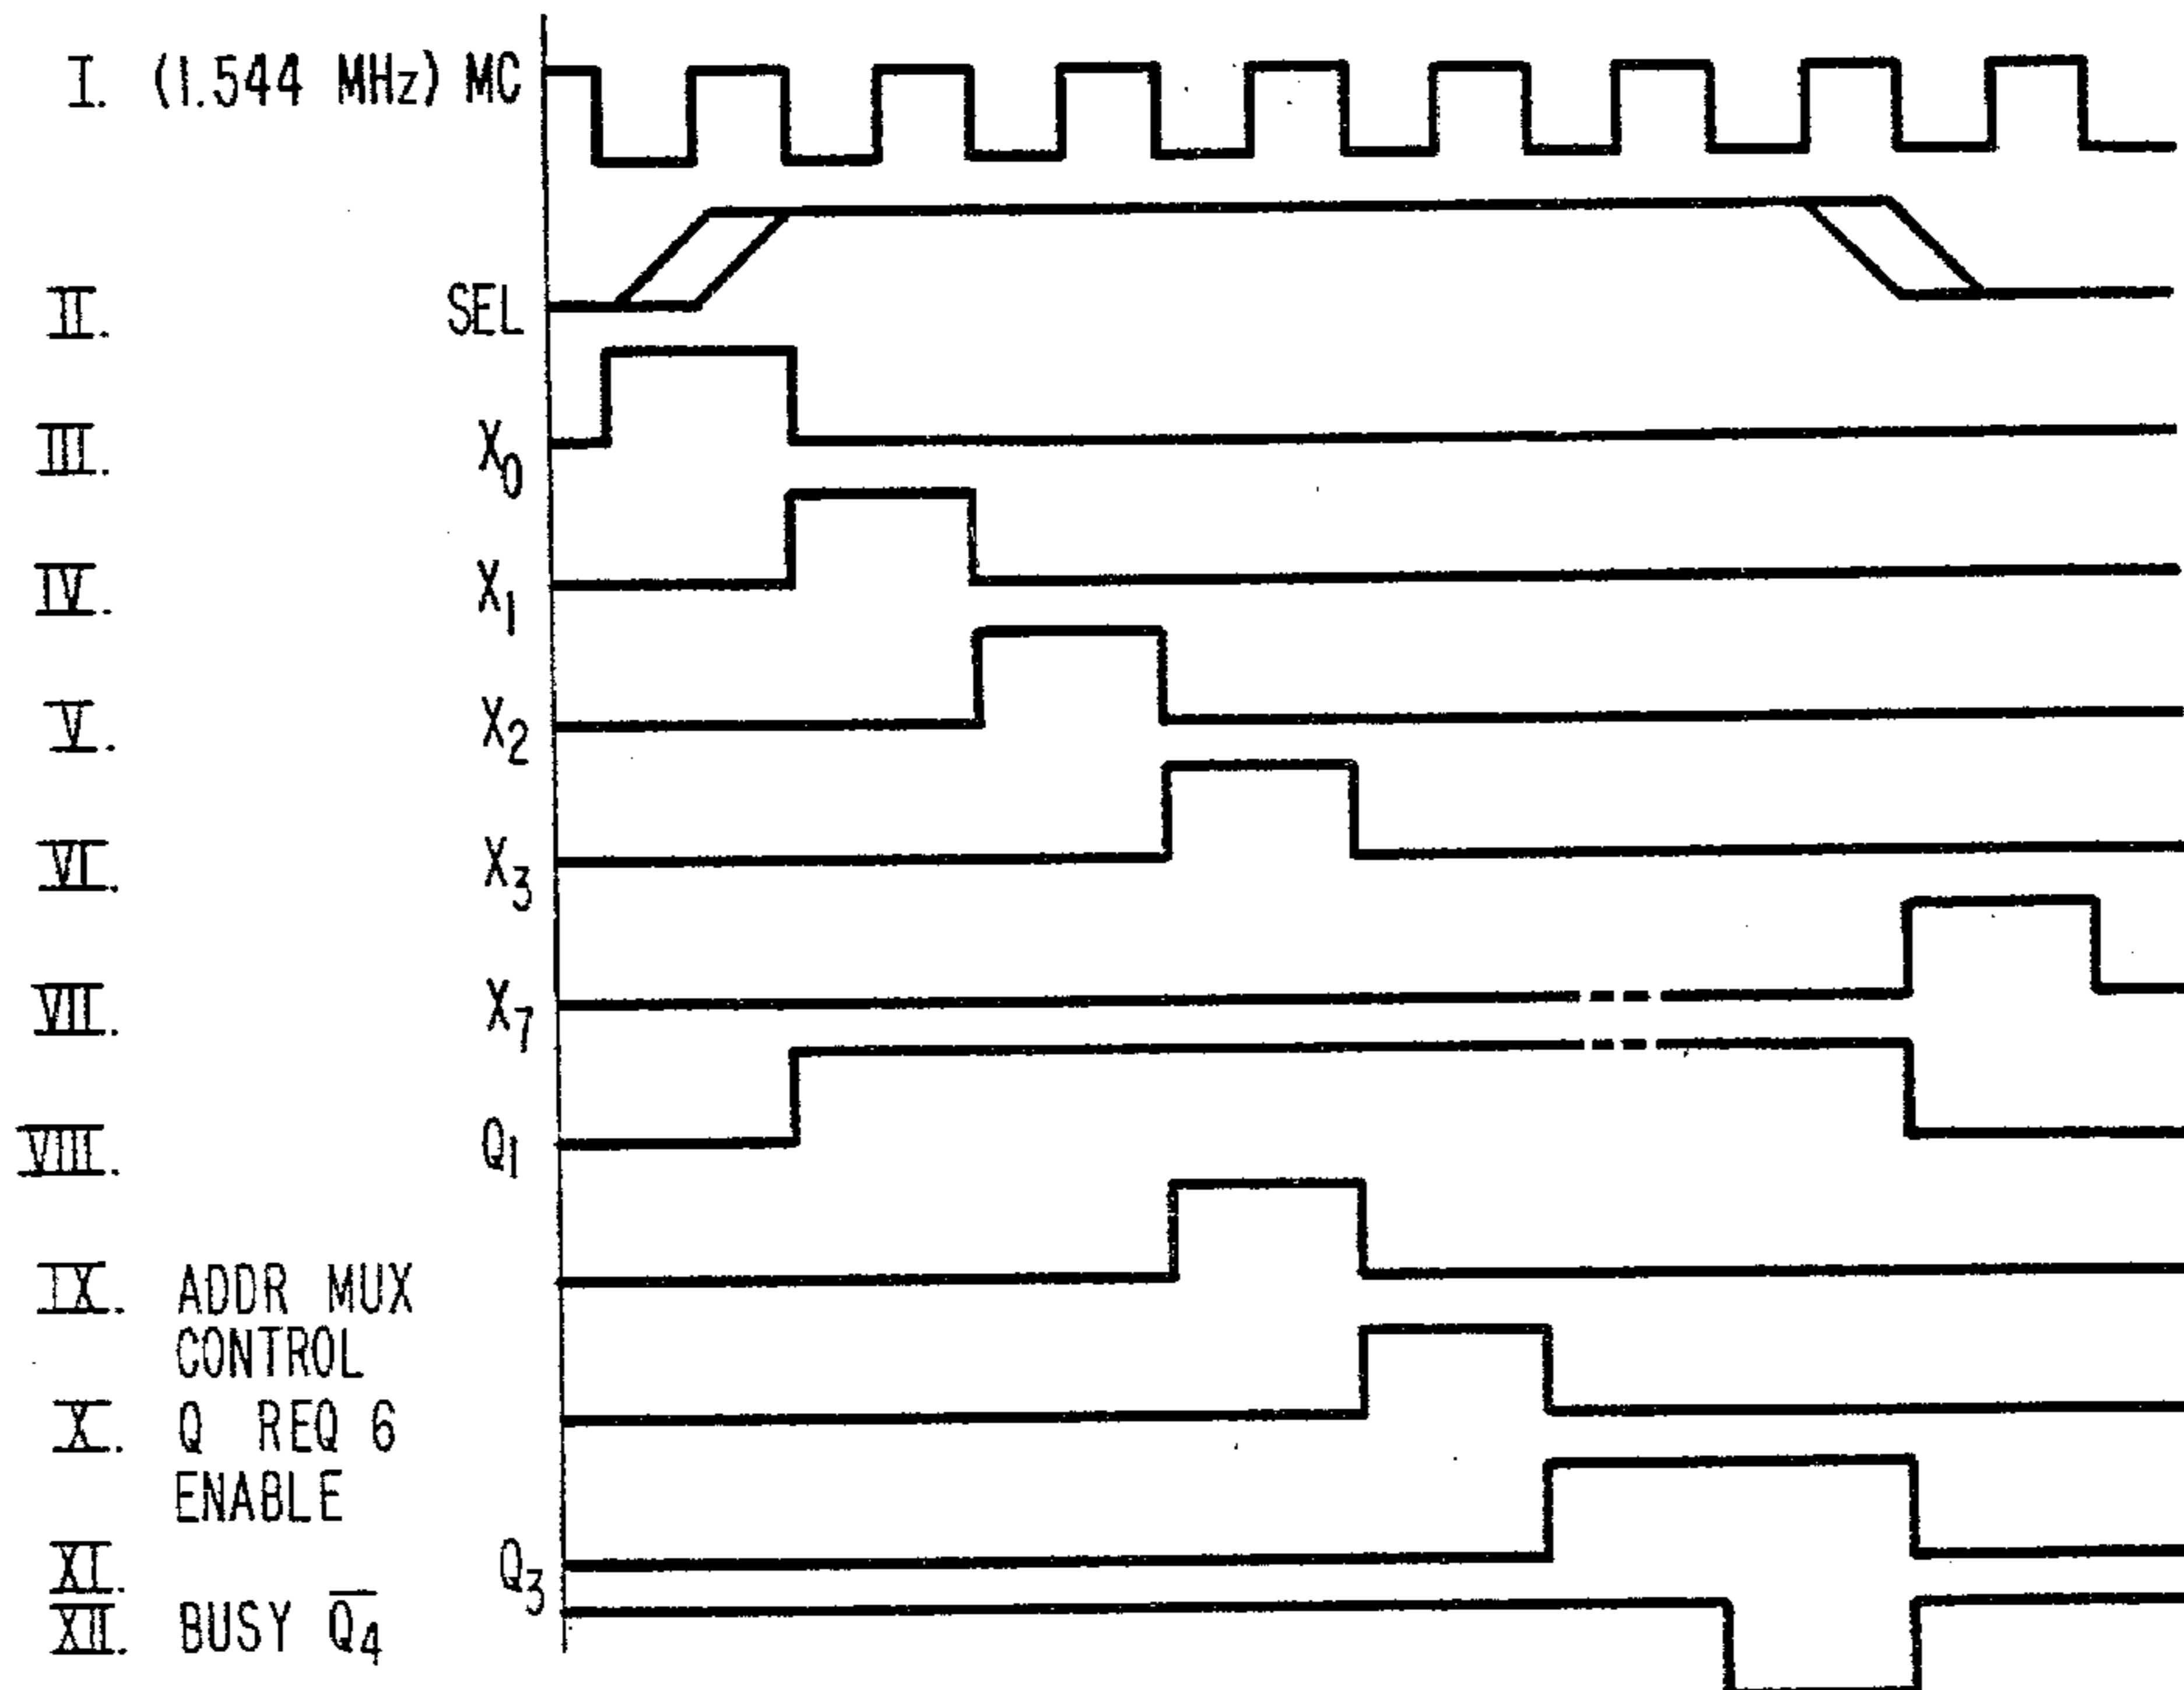 I. (1.544 MHz) MC
II. SEL
III. X0
IV. X1
V. X2
VI. X3
VII. X7
VIII. Q1
IX. ADDR MUX
CONTROL
X. Q REQ 6
ENABLE
XI. Q3
XII. BUSY Q̅4